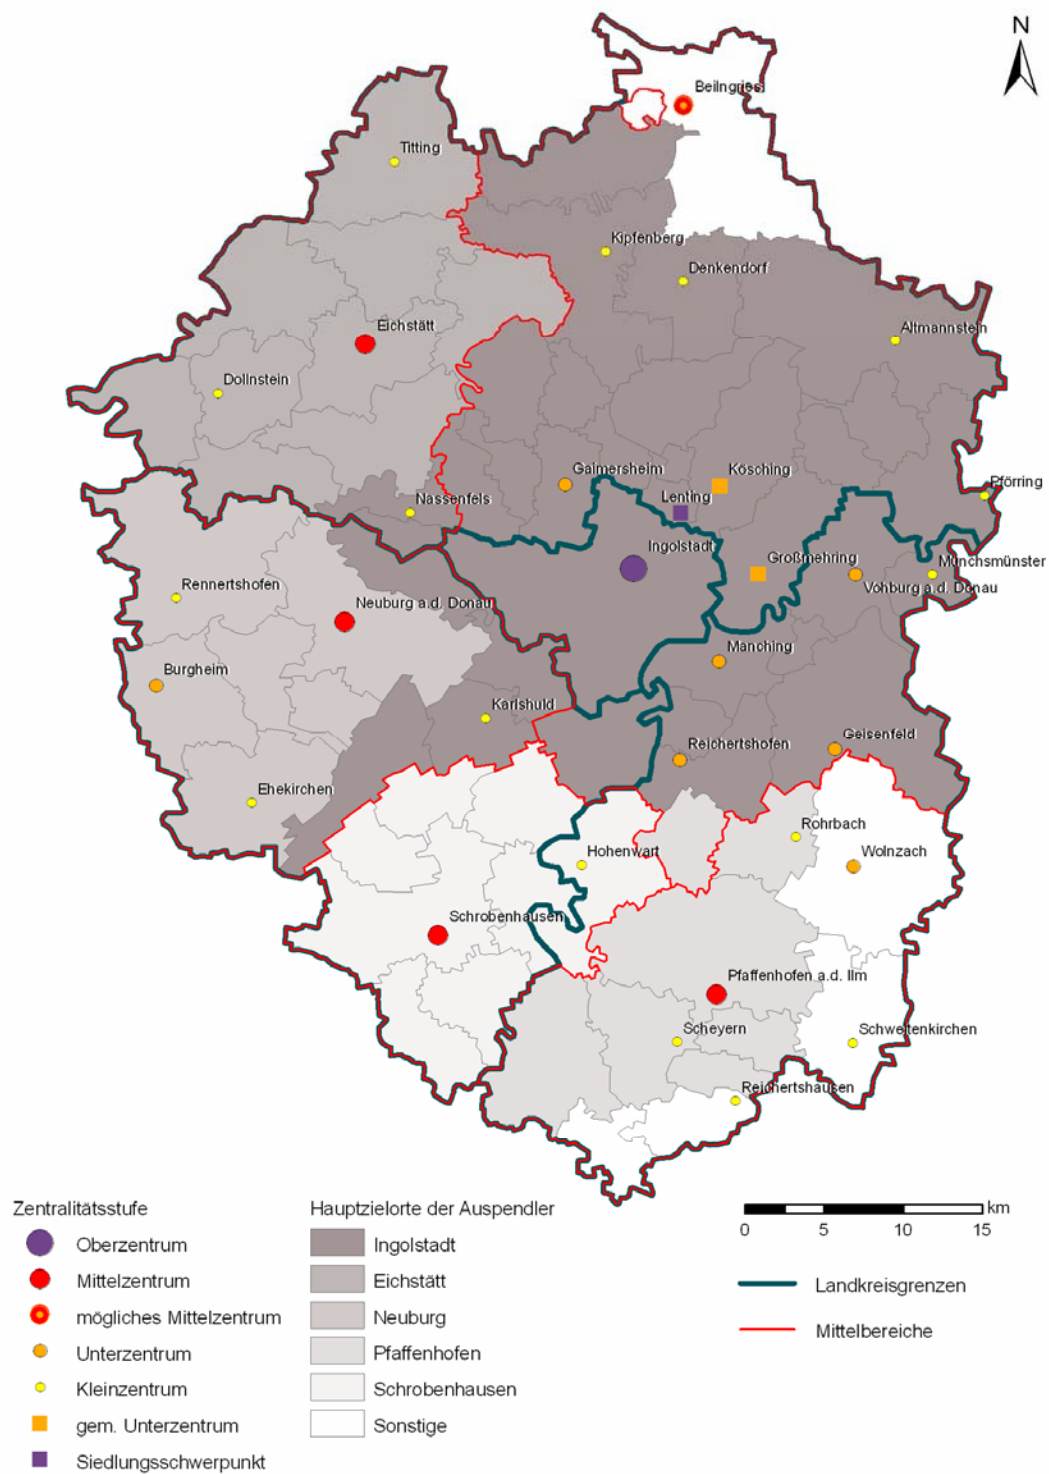 N
Beilngries
Titting
Kipfenberg
Denkendorf
Eichstätt
Altmannstein
Dollnstein
Gaimersheim
Kösching
Pförring
Nassenfels
Lenting
Ingolstadt
Großmehring
Münchsmünster
Rennertshofen
Vohburg a.d. Donau
Neuburg a.d. Donau
Manching
Burgheim
Karlshuld
Geisenfeld
Reichertshofen
Ehekirchen
Rohrbach
Hohenwart
Wolnzach
Schrobenhausen
Pfaffenhofen a.d. Ilm
Scheyern
Schweitenkirchen
Reichertshausen
Zentralitätsstufe
Oberzentrum
Mittelzentrum
mögliches Mittelzentrum
Unterzentrum
Kleinzentrum
gem. Unterzentrum
Siedlungsschwerpunkt
Hauptzielorte der Auspendler
Ingolstadt
Eichstätt
Neuburg
Pfaffenhofen
Schrobenhausen
Sonstige
km
0 5 10 15
Landkreisgrenzen
Mittelbereiche